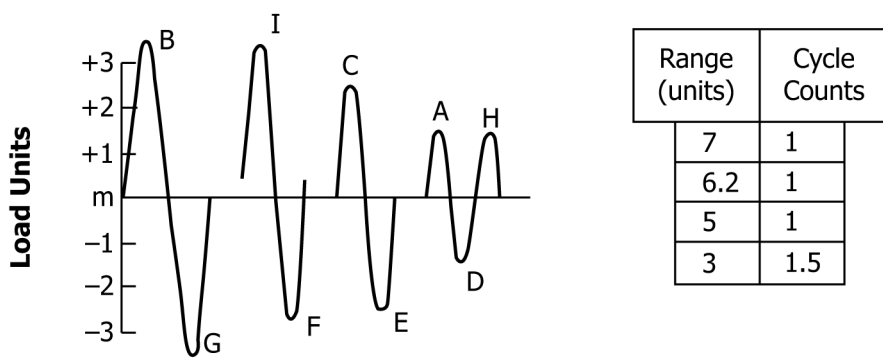 Load Units
+3
+2
+1
m
−1
−2
−3
B
I
C
A
H
G
F
E
D
Range (units)
Cycle Counts
7 1
6.2 1
5 1
3 1.5